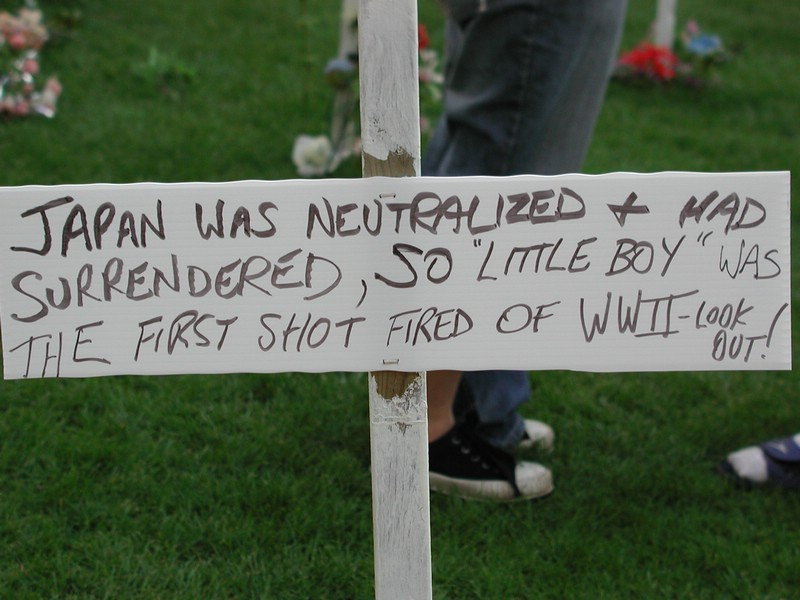 JAPAN WAS NEUTRALIZED + HAD
SURRENDERED, SO "LITTLE BOY" WAS
THE FIRST SHOT FIRED OF WWII-LOOK
OUT!